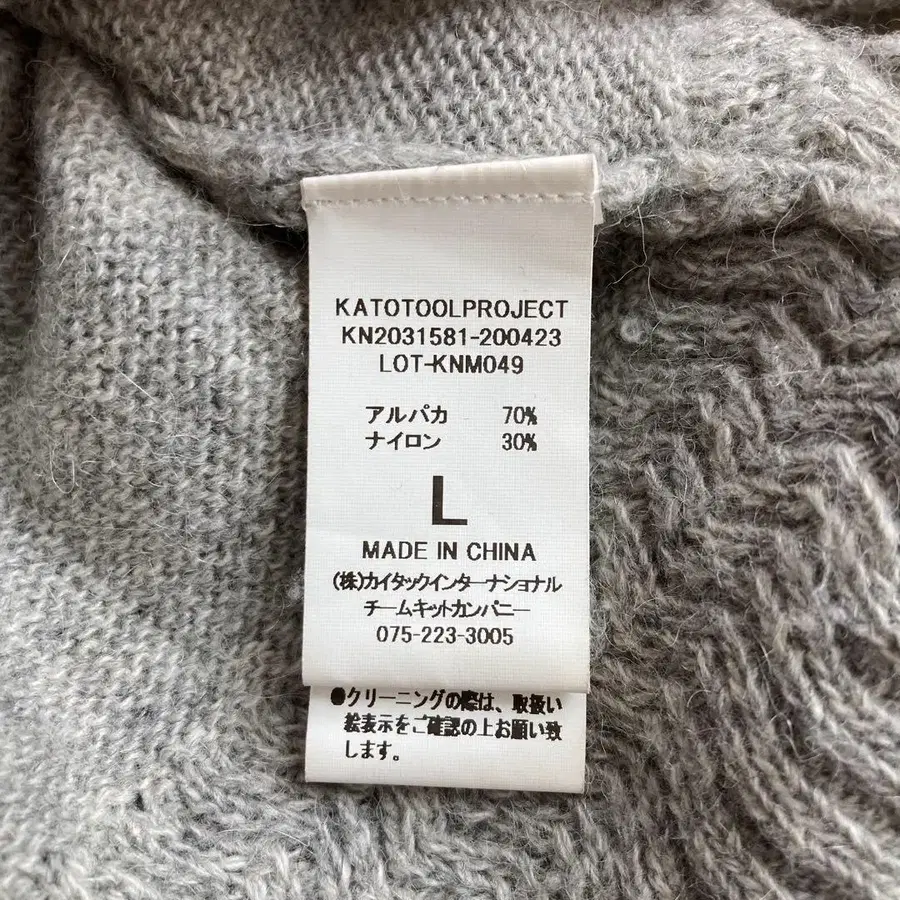 KATOTOOLPROJECT
KN2031581-200423
LOT-KNM049
アルパカ 70%
ナイロン 30%
L
MADE IN CHINA
(株)カイタックインターナショナル
チームキットカンパニー
075-223-3005
●クリーニングの際は、取扱い
絵表示をご確認の上お願い致
します。